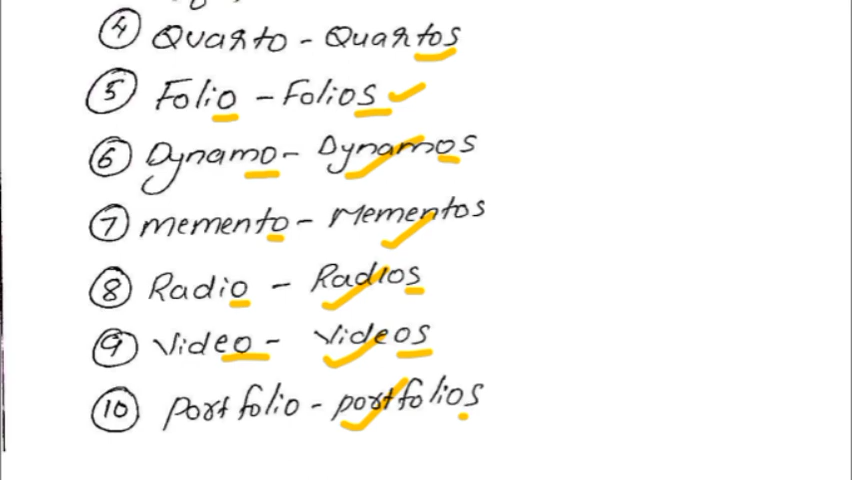 ④ Quarto - Quartos
⑤ Folio - Folios
⑥ Dynamo - Dynamos
⑦ memento - Mementos
⑧ Radio - Radios
⑨ Video - Videos
⑩ portfolio - portfolios